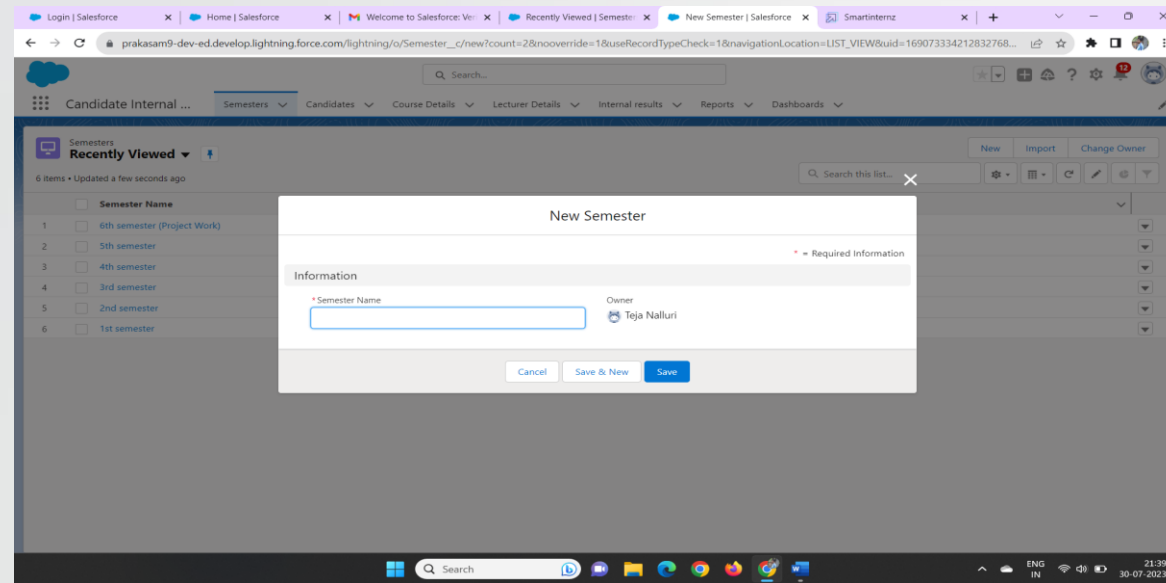 Login | Salesforce
Home | Salesforce
Welcome to Salesforce: Ver
Recently Viewed | Semester
New Semester | Salesforce
Smartinternz
prakasam9-dev-ed.develop.lightning.force.com/lightning/o/Semester__c/new?count=2&nooverride=1&useRecordTypeCheck=1&navigationLocation=LIST_VIEW&uid=169073334212832768...
Search...
12
Candidate Internal ...
Semesters
Candidates
Course Details
Lecturer Details
Internal results
Reports
Dashboards
Semesters
Recently Viewed
New
Import
Change Owner
6 items • Updated a few seconds ago
Search this list...
Semester Name
1 6th semester (Project Work)
2 5th semester
3 4th semester
4 3rd semester
5 2nd semester
6 1st semester
New Semester
* = Required Information
Information
* Semester Name
Owner
Teja Nalluri
Cancel
Save & New
Save
Search
ENG
IN
21:39
30-07-2023